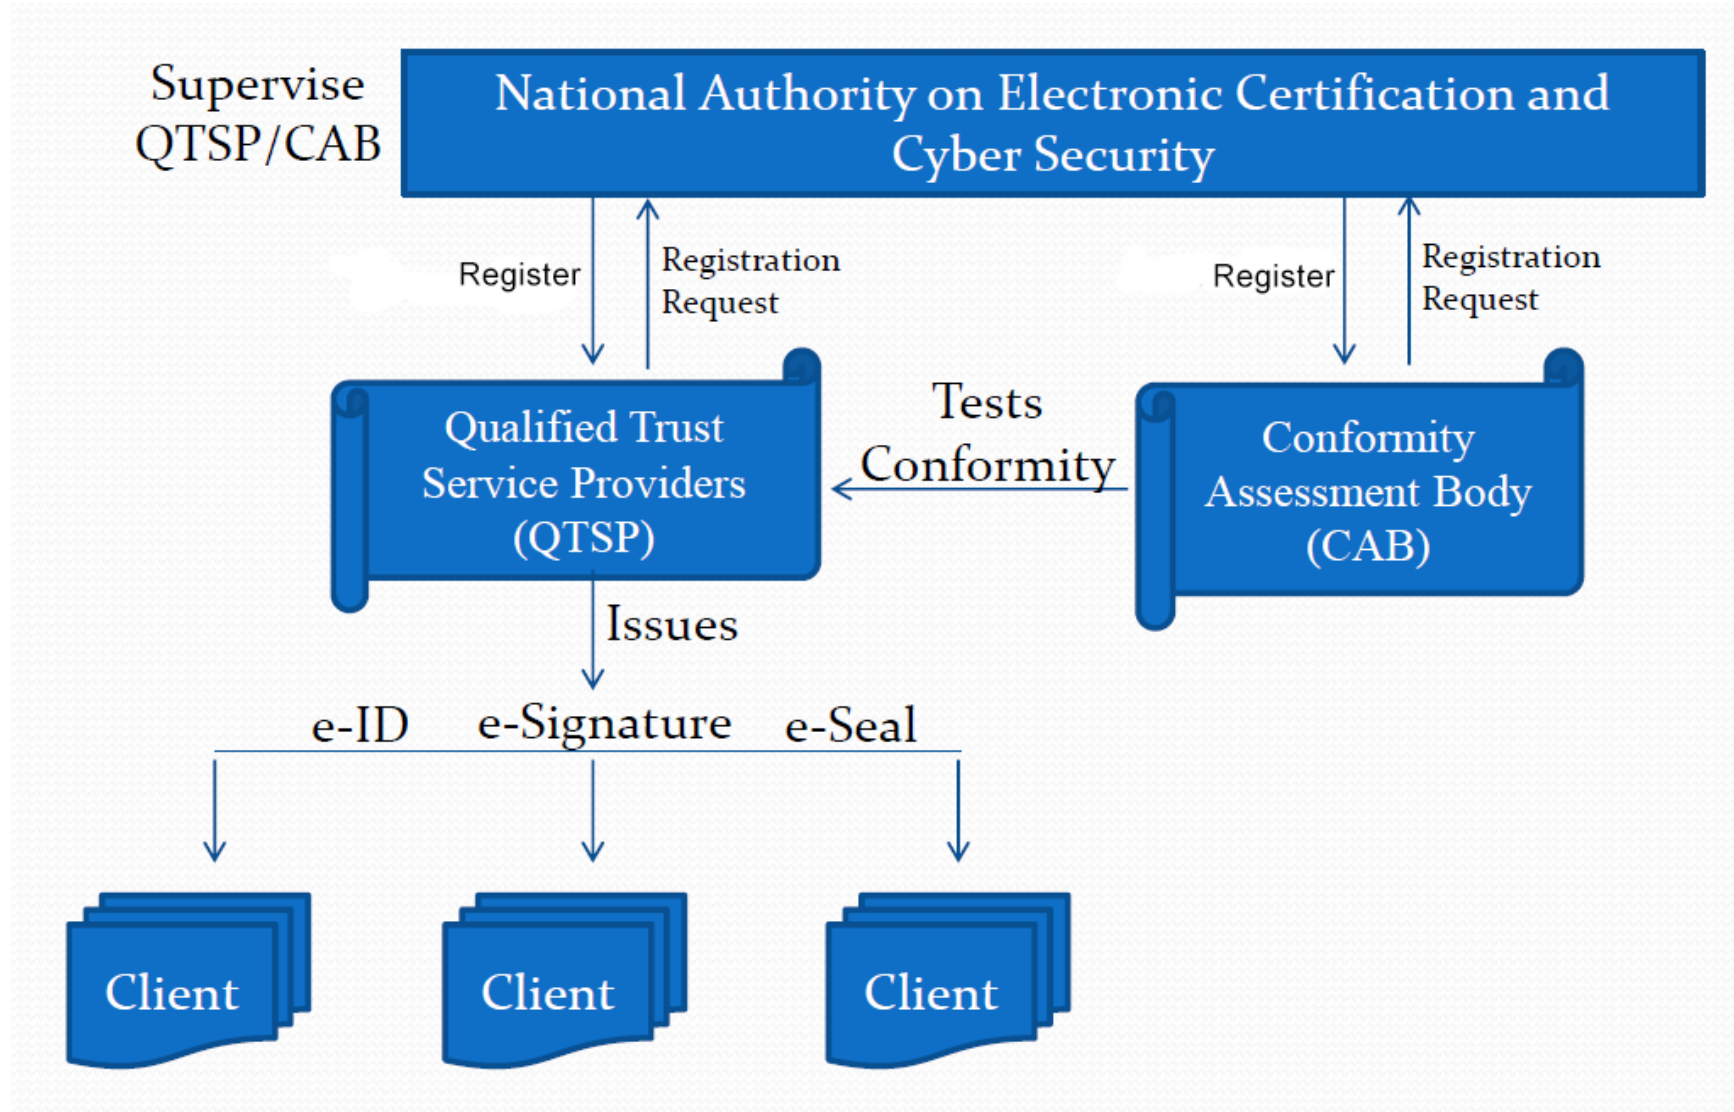 Supervise
QTSP/CAB
National Authority on Electronic Certification and
Cyber Security
Register
Registration
Request
Register
Registration
Request
Qualified Trust
Service Providers
(QTSP)
Tests
Conformity
Conformity
Assessment Body
(CAB)
Issues
e-ID
e-Signature
e-Seal
Client
Client
Client